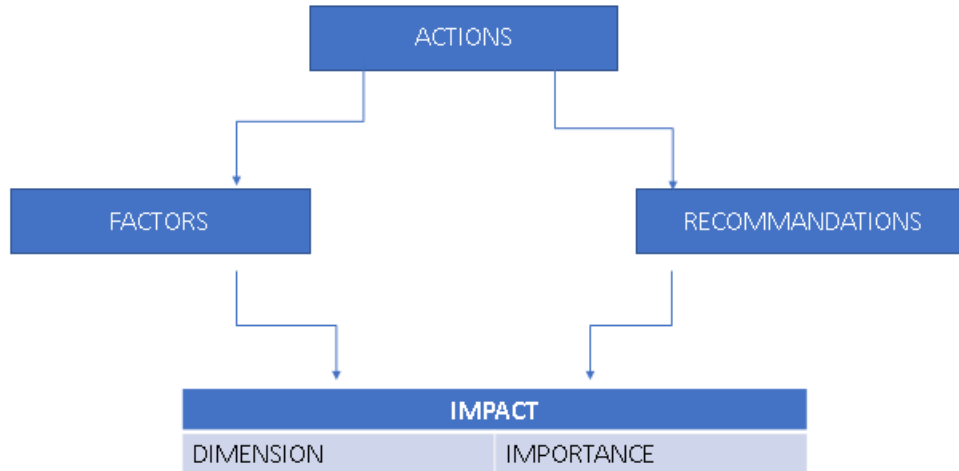 ACTIONS
FACTORS
RECOMMANDATIONS
IMPACT
DIMENSION
IMPORTANCE